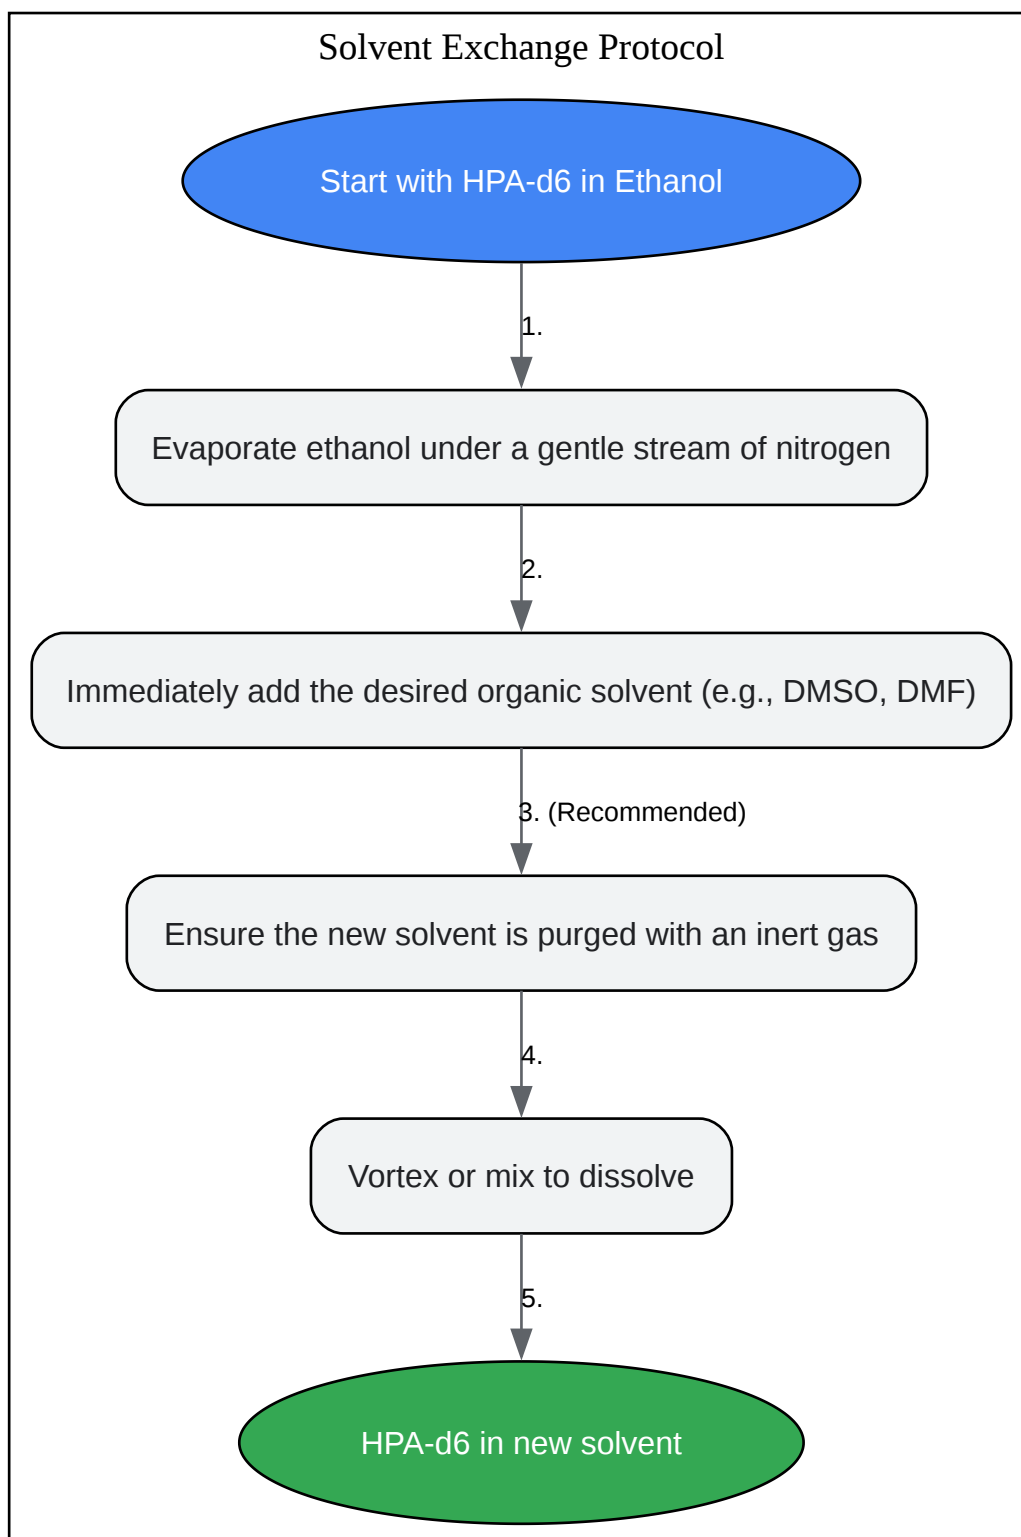 Solvent Exchange Protocol
Start with HPA-d6 in Ethanol
1.
Evaporate ethanol under a gentle stream of nitrogen
2.
Immediately add the desired organic solvent (e.g., DMSO, DMF)
3. (Recommended)
Ensure the new solvent is purged with an inert gas
4.
Vortex or mix to dissolve
5.
HPA-d6 in new solvent